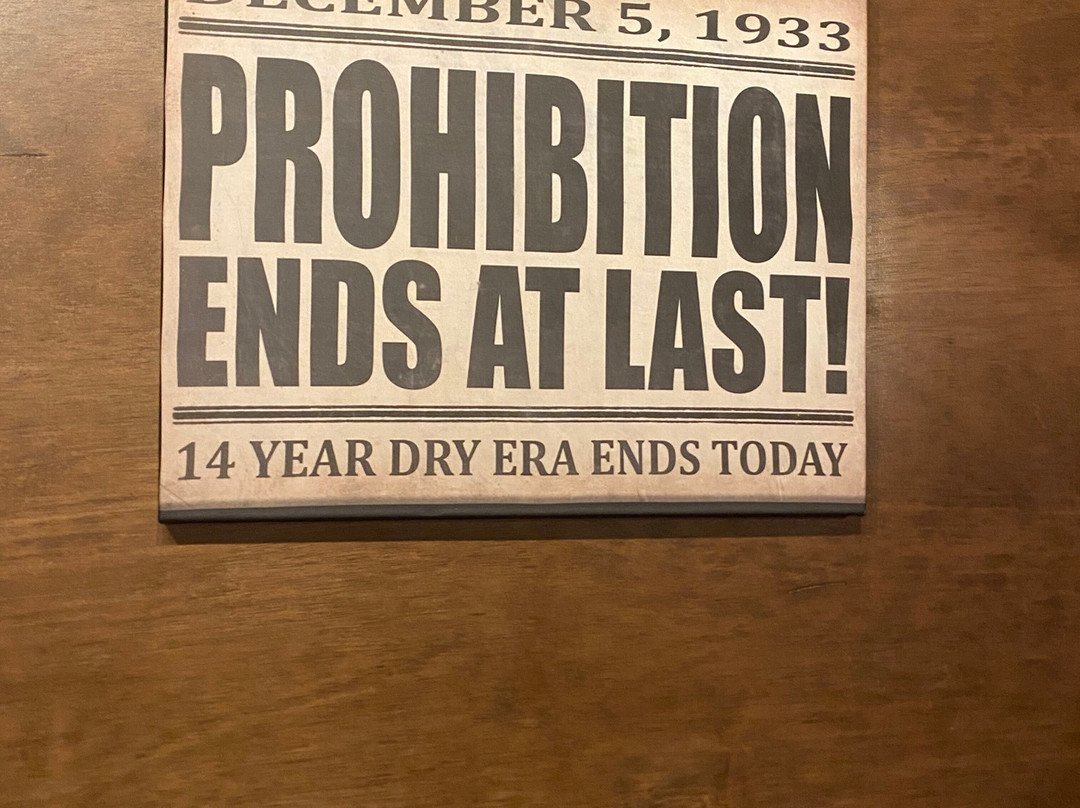 DECEMBER 5, 1933
PROHIBITION
ENDS AT LAST!
14 YEAR DRY ERA ENDS TODAY